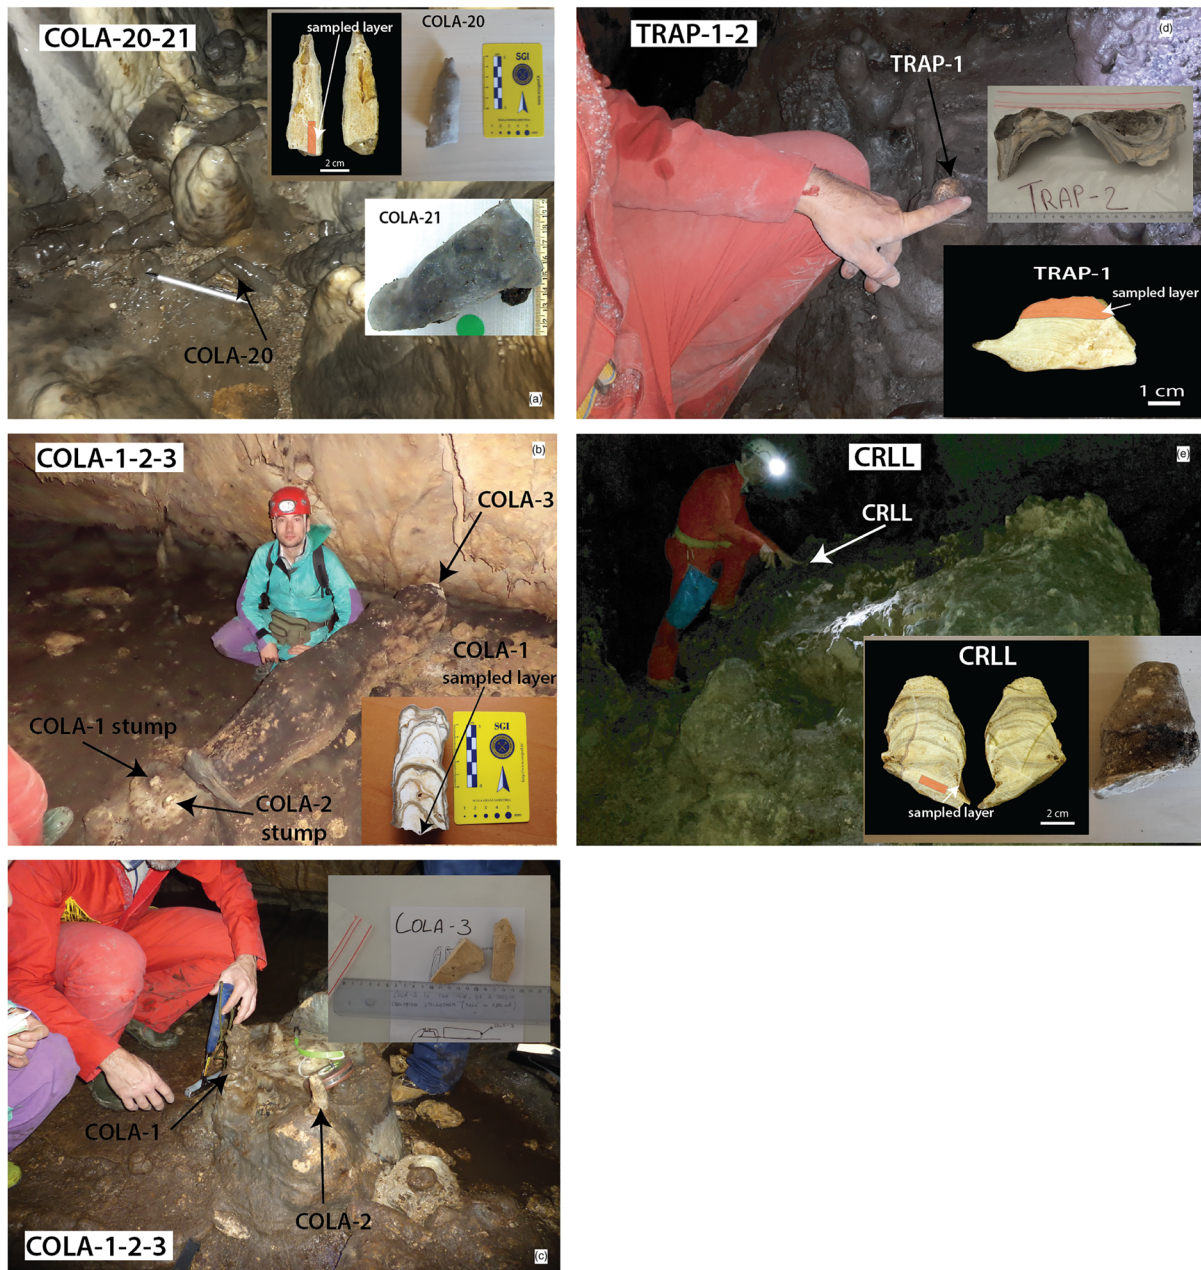 COLA-20-21
sampled layer
2 cm
COLA-20
SGI
COLA-21
COLA-20
(a)
TRAP-1-2
(d)
TRAP-1
TRAP-2
TRAP-1
sampled layer
1 cm
COLA-1-2-3
(b)
COLA-3
COLA-1
sampled layer
SGI
COLA-1 stump
COLA-2
stump
CRLL
(e)
CRLL
CRLL
sampled layer
2 cm
COLA-3
COLA-1
COLA-2
COLA-1-2-3
(c)